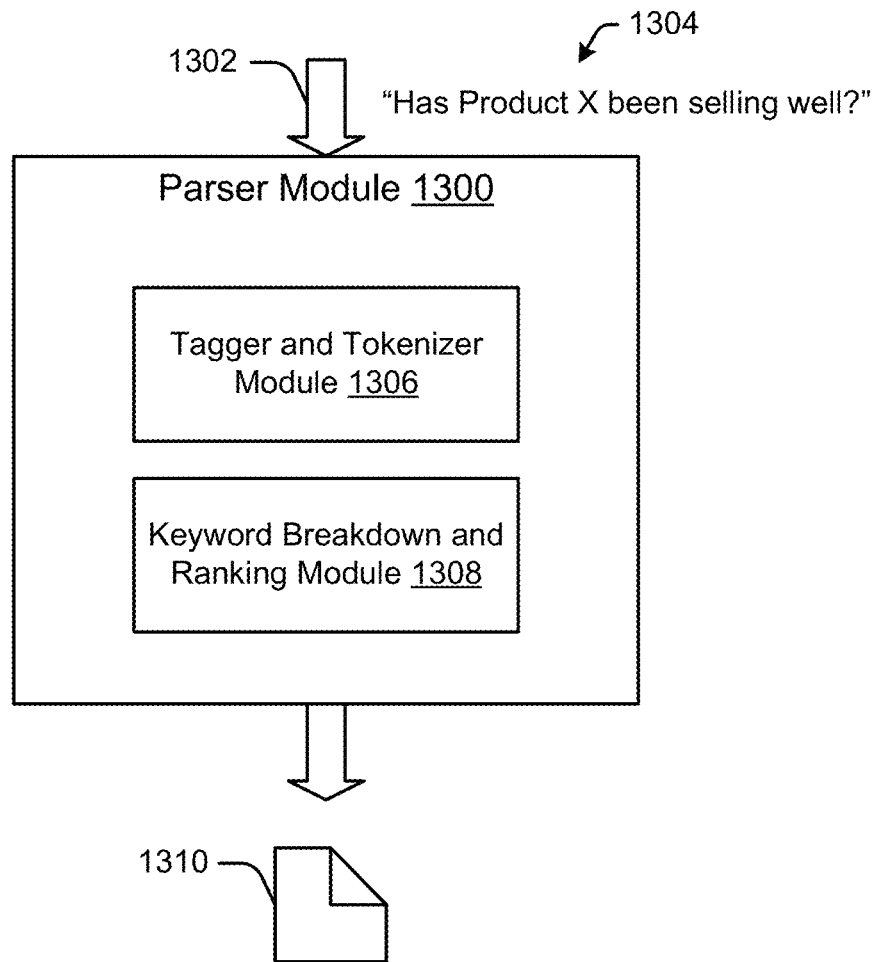 1304
1302
“Has Product X been selling well?”
Parser Module 1300
Tagger and Tokenizer
Module 1306
Keyword Breakdown and
Ranking Module 1308
1310